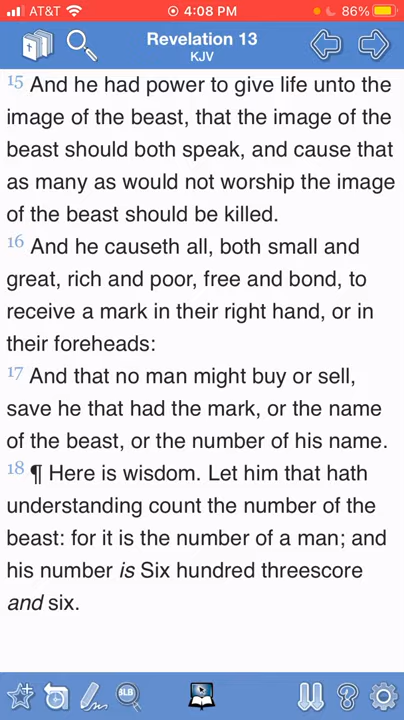 AT&T 4:08 PM 86%
Revelation 13
KJV
15 And he had power to give life unto the
image of the beast, that the image of the
beast should both speak, and cause that
as many as would not worship the image
of the beast should be killed.
16 And he causeth all, both small and
great, rich and poor, free and bond, to
receive a mark in their right hand, or in
their foreheads:
17 And that no man might buy or sell,
save he that had the mark, or the name
of the beast, or the number of his name.
18 ¶ Here is wisdom. Let him that hath
understanding count the number of the
beast: for it is the number of a man; and
his number is Six hundred threescore
and six.
SLB